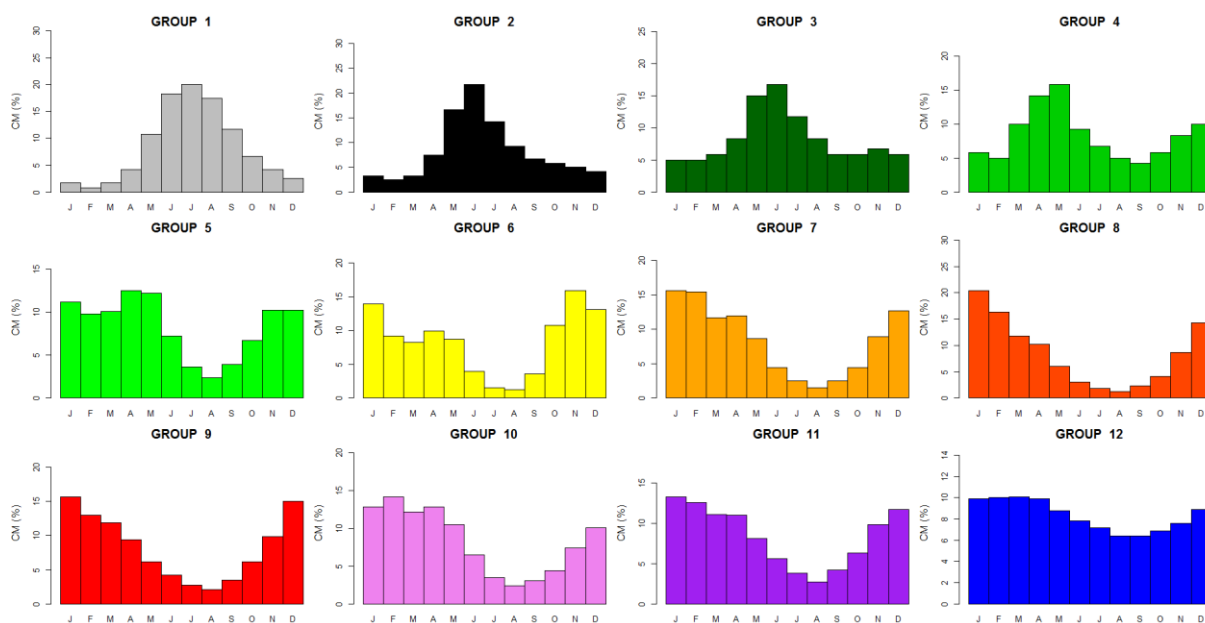 GROUP 1
CM (%)
0 5 10 15 20 25 30
J F M A M J J A S O N D
GROUP 2
CM (%)
0 5 10 15 20 25 30
J F M A M J J A S O N D
GROUP 3
CM (%)
0 5 10 15 20 25
J F M A M J J A S O N D
GROUP 4
CM (%)
0 5 10 15 20
J F M A M J J A S O N D
GROUP 5
CM (%)
0 5 10 15
J F M A M J J A S O N D
GROUP 6
CM (%)
0 5 10 15 20
J F M A M J J A S O N D
GROUP 7
CM (%)
0 5 10 15 20
J F M A M J J A S O N D
GROUP 8
CM (%)
0 5 10 15 20 25 30
J F M A M J J A S O N D
GROUP 9
CM (%)
0 5 10 15 20
J F M A M J J A S O N D
GROUP 10
CM (%)
0 5 10 15 20
J F M A M J J A S O N D
GROUP 11
CM (%)
0 5 10 15
J F M A M J J A S O N D
GROUP 12
CM (%)
0 2 4 6 8 10 12 14
J F M A M J J A S O N D